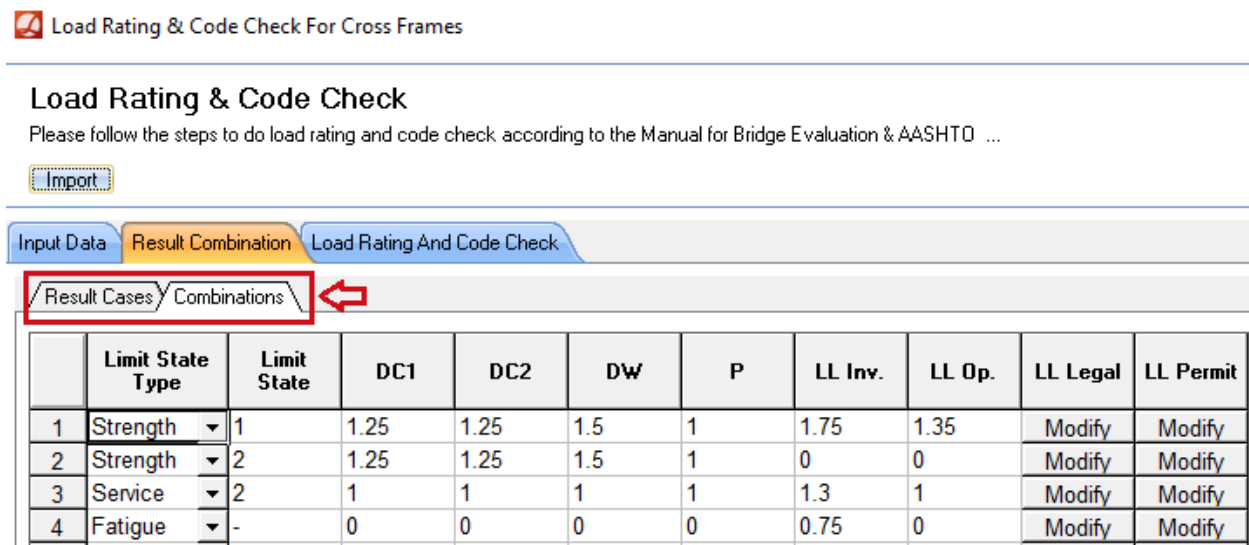 Load Rating & Code Check For Cross Frames
Load Rating & Code Check
Please follow the steps to do load rating and code check according to the Manual for Bridge Evaluation & AASHTO ...
Import
Input Data Result Combination Load Rating And Code Check
Result Cases Combinations
Limit State Type Limit State DC1 DC2 DW P LL Inv. LL Op. LL Legal LL Permit
1 Strength 1 1.25 1.25 1.5 1 1.75 1.35 Modify Modify
2 Strength 2 1.25 1.25 1.5 1 0 0 Modify Modify
3 Service 2 1 1 1 1 1.3 1 Modify Modify
4 Fatigue - 0 0 0 0 0.75 0 Modify Modify